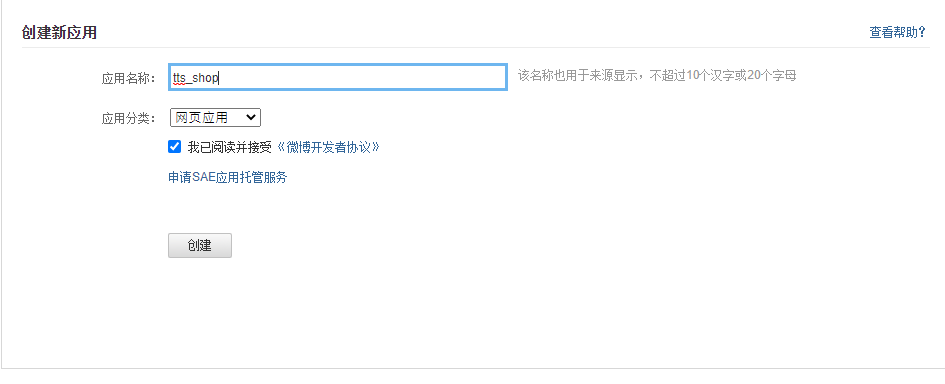 创建新应用 查看帮助?
应用名称: tts_shop 该名称也用于来源显示，不超过10个汉字或20个字母
应用分类: 网页应用
我已阅读并接受《微博开发者协议》
申请SAE应用托管服务
创建